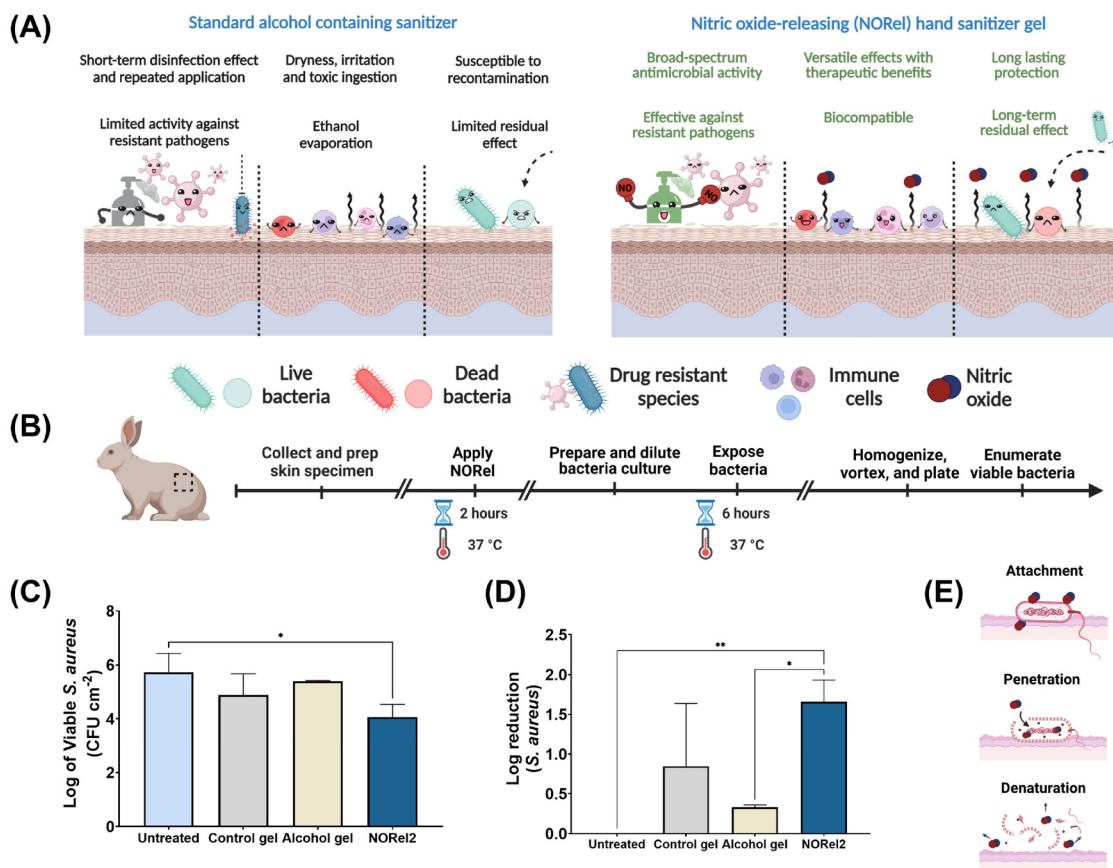 (A)
Standard alcohol containing sanitizer
Short-term disinfection effect
and repeated application
Dryness, irritation
and toxic ingestion
Susceptible to
recontamination
Limited activity against
resistant pathogens
Ethanol
evaporation
Limited residual
effect
Nitric oxide-releasing (NORel) hand sanitizer gel
Broad-spectrum
antimicrobial activity
Versatile effects with
therapeutic benefits
Long lasting
protection
Effective against
resistant pathogens
Biocompatible
Long-term
residual effect
NO
NO
Live
bacteria
Dead
bacteria
Drug resistant
species
Immune
cells
Nitric
oxide
(B)
Collect and prep
skin specimen
Apply
NORel
2 hours
37 °C
Prepare and dilute
bacteria culture
Expose
bacteria
6 hours
37 °C
Homogenize,
vortex, and plate
Enumerate
viable bacteria
(C)
Log of Viable S. aureus
(CFU cm-2)
8
6
4
2
0
*
Untreated
Control gel
Alcohol gel
NORel2
(D)
Log reduction
(S. aureus)
2.5
2.0
1.5
1.0
0.5
0.0
**
*
Untreated
Control gel
Alcohol gel
NORel2
(E)
Attachment
Penetration
Denaturation